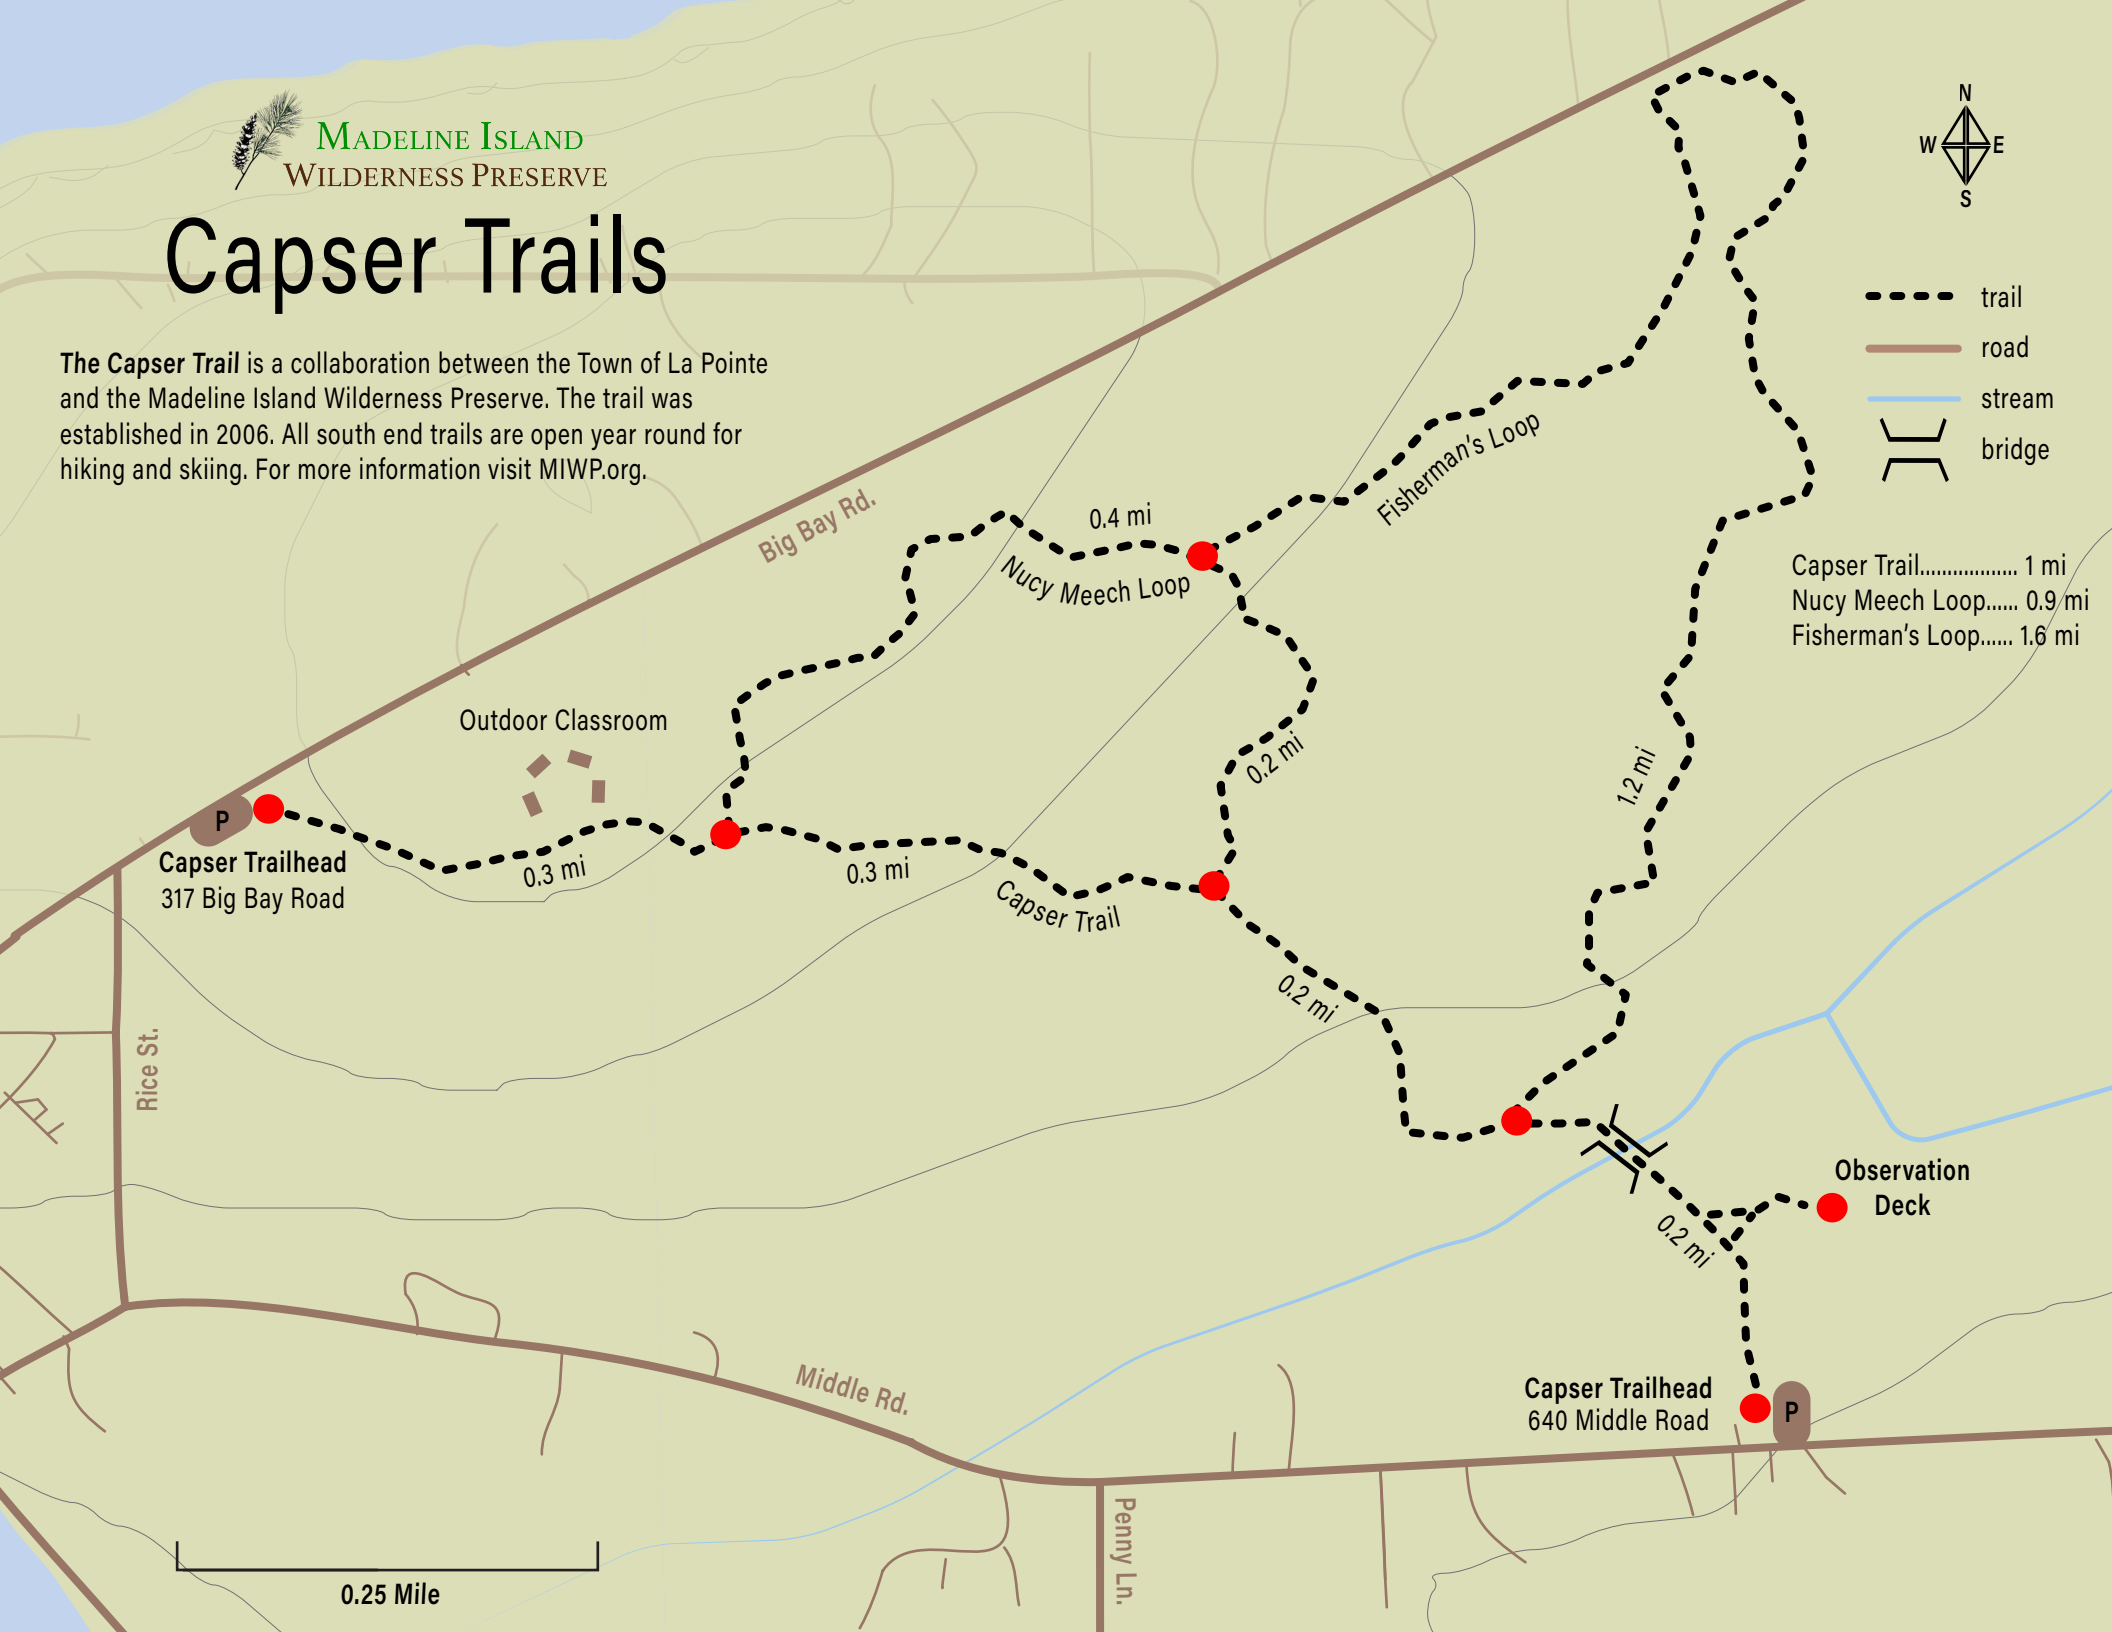 MADELINE ISLAND
WILDERNESS PRESERVE
Capser Trails
The Capser Trail is a collaboration between the Town of La Pointe
and the Madeline Island Wilderness Preserve. The trail was
established in 2006. All south end trails are open year round for
hiking and skiing. For more information visit MIWP.org.
N
W E
S
trail
road
stream
bridge
Capser Trail.................. 1 mi
Nucy Meech Loop...... 0.9 mi
Fisherman's Loop...... 1.6 mi
Big Bay Rd.
0.4 mi
Nucy Meech Loop
Fisherman's Loop
Outdoor Classroom
0.2 mi
1.2 mi
P
Capser Trailhead
317 Big Bay Road
0.3 mi
0.3 mi
Capser Trail
0.2 mi
Rice St.
Observation
Deck
0.2 mi
Middle Rd.
Capser Trailhead
640 Middle Road
P
Penny Ln.
0.25 Mile